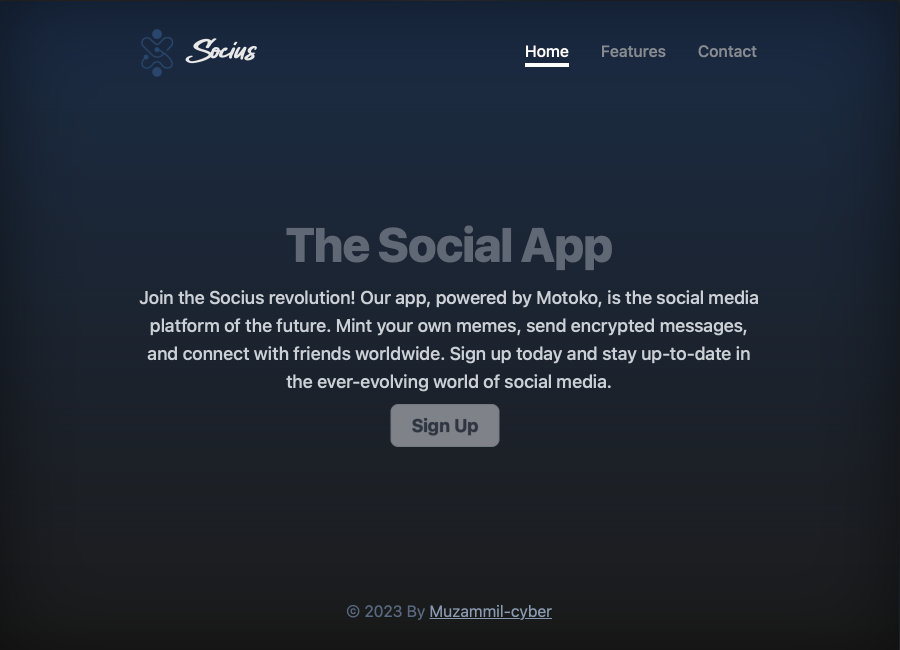 Socius
Home Features Contact
The Social App
Join the Socius revolution! Our app, powered by Motoko, is the social media
platform of the future. Mint your own memes, send encrypted messages,
and connect with friends worldwide. Sign up today and stay up-to-date in
the ever-evolving world of social media.
Sign Up
© 2023 By Muzammil-cyber